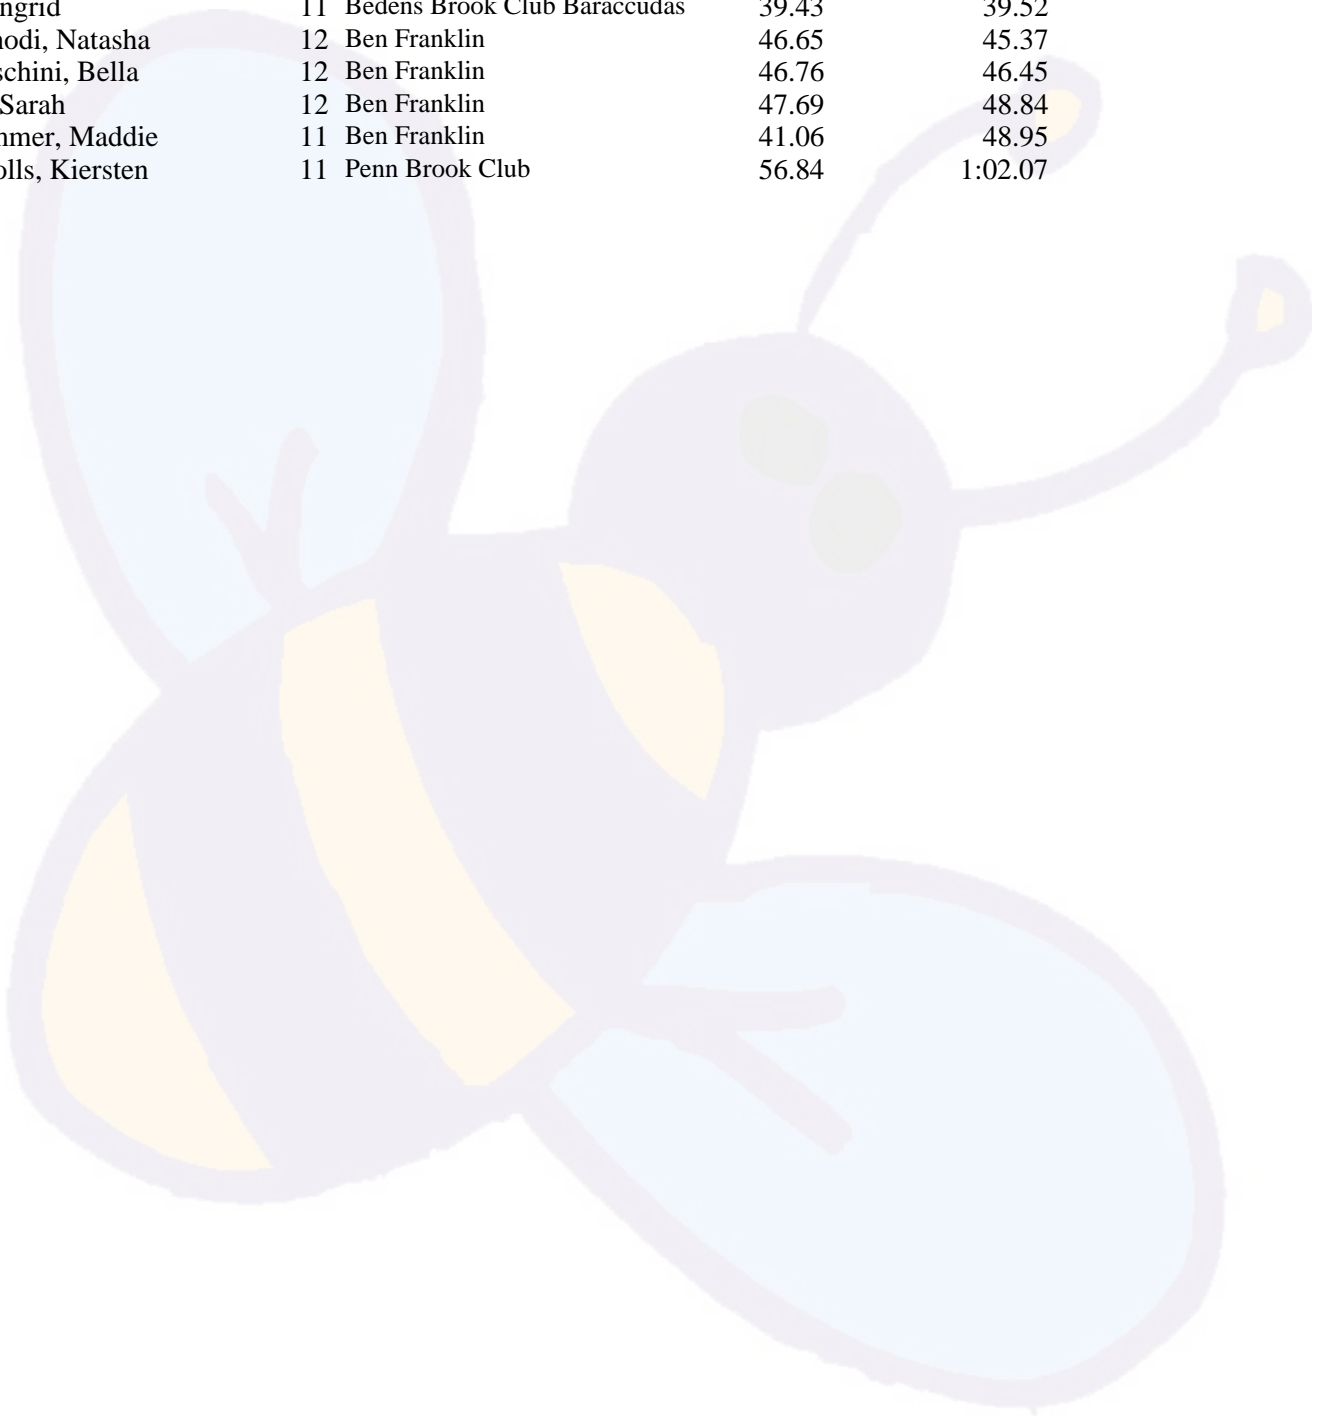 ngrid 11 Bedens Brook Club Baraccudas 39.43 39.52
nodi, Natasha 12 Ben Franklin 46.65 45.37
schini, Bella 12 Ben Franklin 46.76 46.45
Sarah 12 Ben Franklin 47.69 48.84
nmer, Maddie 11 Ben Franklin 41.06 48.95
olls, Kiersten 11 Penn Brook Club 56.84 1:02.07